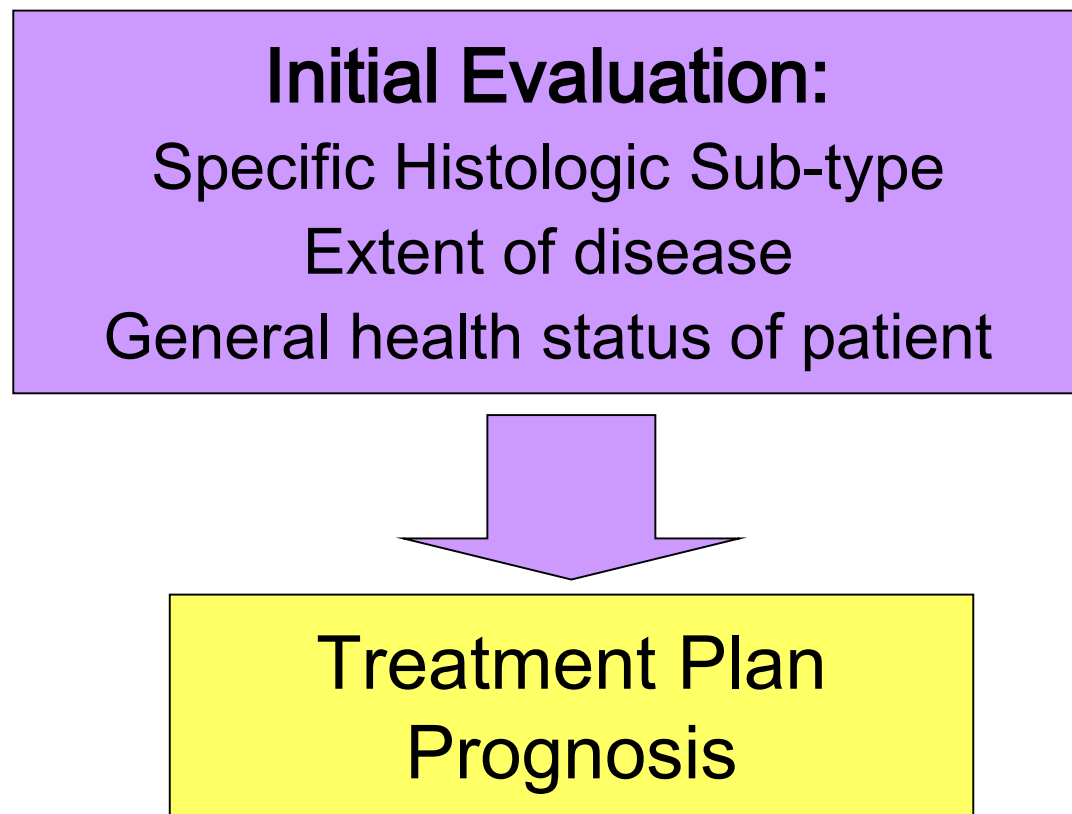 Initial Evaluation:
Specific Histologic Sub-type
Extent of disease
General health status of patient
Treatment Plan
Prognosis